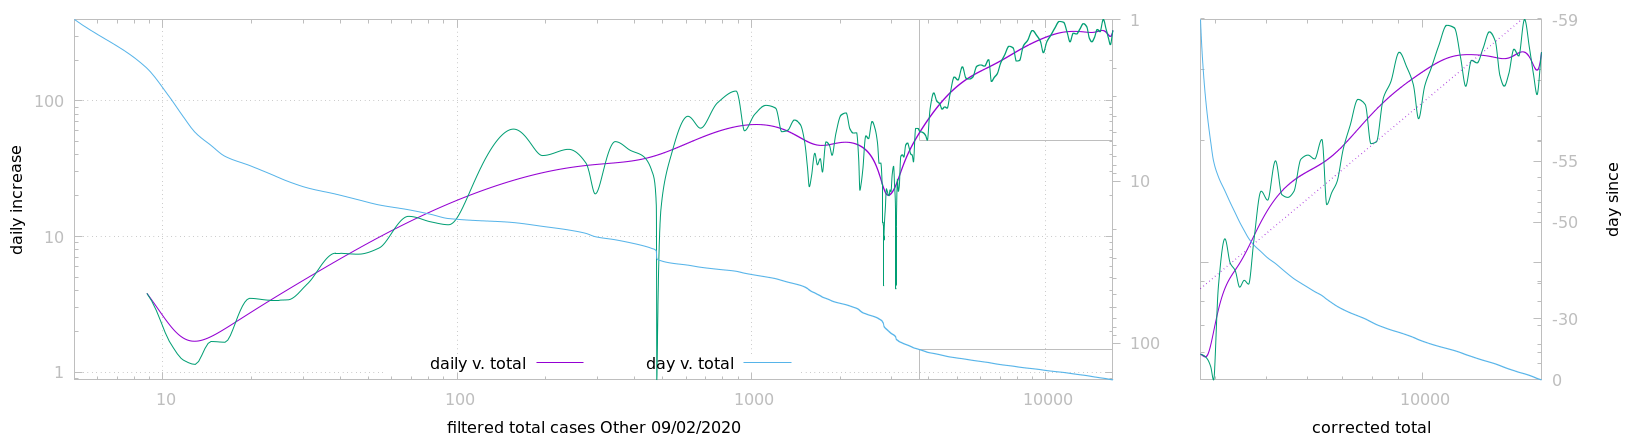 daily increase
100
10
1
10
100
1000
10000
1
10
100
daily v. total
day v. total
filtered total cases Other 09/02/2020
-59
-55
-50
-30
0
day since
10000
corrected total